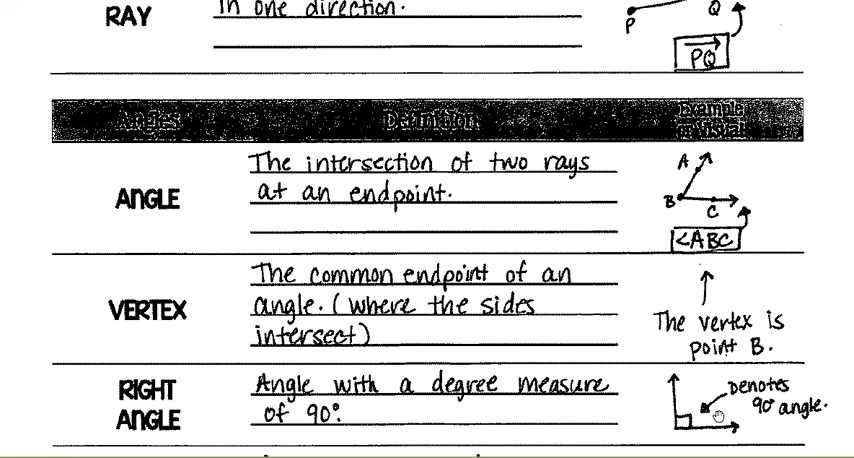 in one direction.
RAY
P
Q
PQ
Angles Definition Example or Visual
The intersection of two rays
at an endpoint.
ANGLE
A
B
C
∠ABC
The common endpoint of an
angle. (where the sides
intersect)
VERTEX
The vertex is
point B.
RIGHT
ANGLE
Angle with a degree measure
of 90°.
Denotes
90° angle.